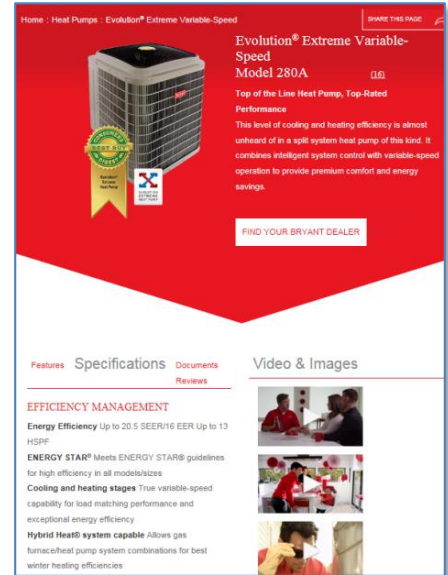 Home : Heat Pumps : Evolution® Extreme Variable-Speed
SHARE THIS PAGE
Evolution® Extreme Variable-
Speed
Model 280A
(16)
Top of the Line Heat Pump, Top-Rated
Performance
This level of cooling and heating efficiency is almost
unheard of in a split system heat pump of this kind. It
combines intelligent system control with variable-speed
operation to provide premium comfort and energy
savings.
CONSUMERS
BEST BUY
DIGEST
FIND YOUR BRYANT DEALER
Features
Specifications
Documents
Reviews
Video & Images
EFFICIENCY MANAGEMENT
Energy Efficiency Up to 20.5 SEER/16 EER Up to 13
HSPF
ENERGY STAR® Meets ENERGY STAR® guidelines
for high efficiency in all models/sizes
Cooling and heating stages True variable-speed
capability for load matching performance and
exceptional energy efficiency
Hybrid Heat® system capable Allows gas
furnace/heat pump system combinations for best
winter heating efficiencies